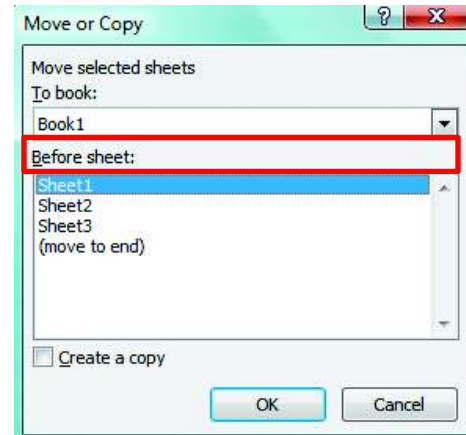 Move or Copy
Move selected sheets
To book:
Book1
Before sheet:
Sheet1
Sheet2
Sheet3
(move to end)
Create a copy
OK Cancel